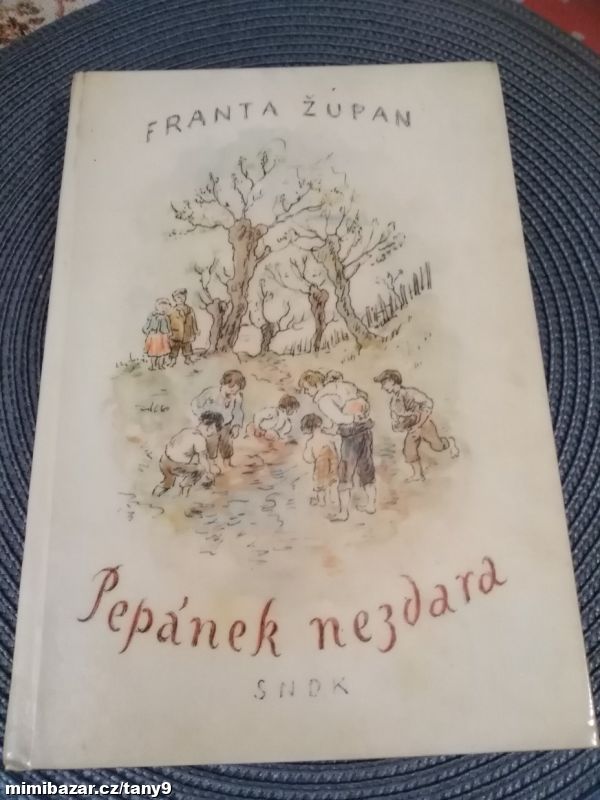 FRANTA ŽUPAN
Pepánek nezdara
SNDK
mimibazar.cz/tany9